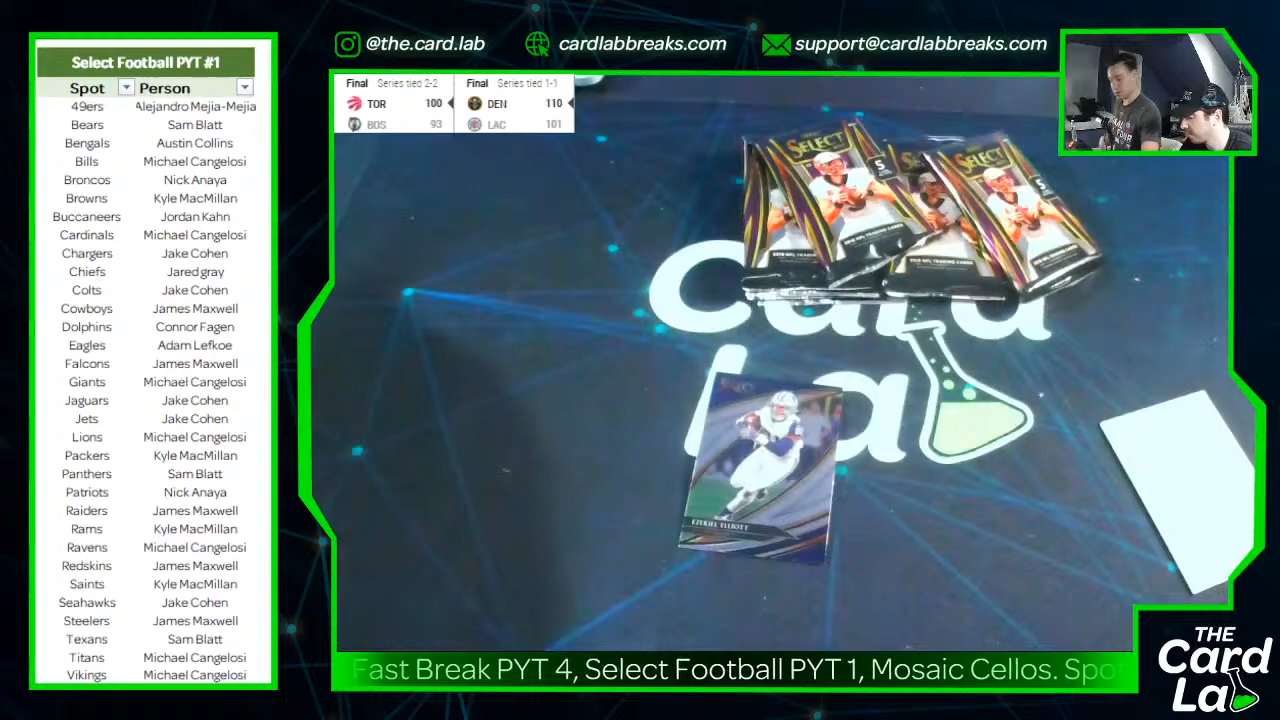 @the.card.lab
cardlabbreaks.com
support@cardlabbreaks.com
Select Football PYT #1
Spot Person
49ers Alejandro Mejia-Mejia
Bears Sam Blatt
Bengals Austin Collins
Bills Michael Cangelosi
Broncos Nick Anaya
Browns Kyle MacMillan
Buccaneers Jordan Kahn
Cardinals Michael Cangelosi
Chargers Jake Cohen
Chiefs Jared gray
Colts Jake Cohen
Cowboys James Maxwell
Dolphins Connor Fagen
Eagles Adam Lefkoe
Falcons James Maxwell
Giants Michael Cangelosi
Jaguars Jake Cohen
Jets Jake Cohen
Lions Michael Cangelosi
Packers Kyle MacMillan
Panthers Sam Blatt
Patriots Nick Anaya
Raiders James Maxwell
Rams Kyle MacMillan
Ravens Michael Cangelosi
Redskins James Maxwell
Saints Kyle MacMillan
Seahawks Jake Cohen
Steelers James Maxwell
Texans Sam Blatt
Titans Michael Cangelosi
Vikings Michael Cangelosi
Final Series tied 2-2
TOR 100
BOS 93
Final Series tied 1-1
DEN 110
LAC 101
SELECT
5
SELECT
5
Card
La
EZEKIEL ELLIOTT
Fast Break PYT 4, Select Football PYT 1, Mosaic Cellos. Spo
THE
Card
La